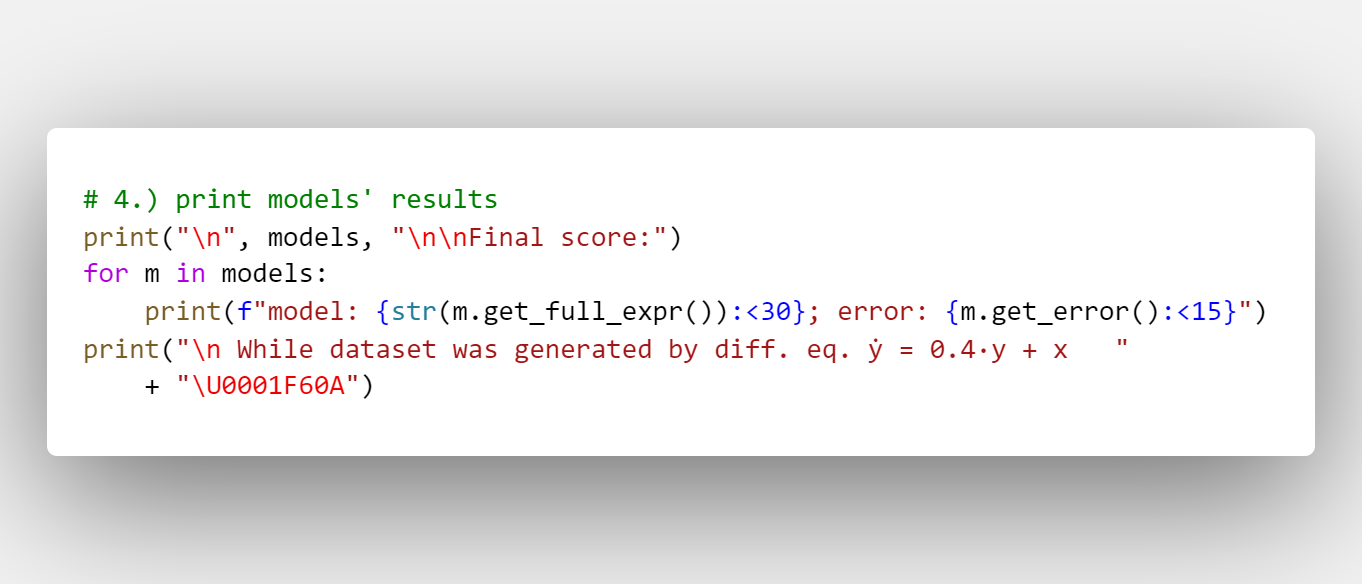 # 4.) print models' results
print("\n", models, "\n\nFinal score:")
for m in models:
    print(f"model: {str(m.get_full_expr()):<30}; error: {m.get_error():<15}")
print("\n While dataset was generated by diff. eq. ẏ = 0.4·y + x   "
    + "\U0001F60A")